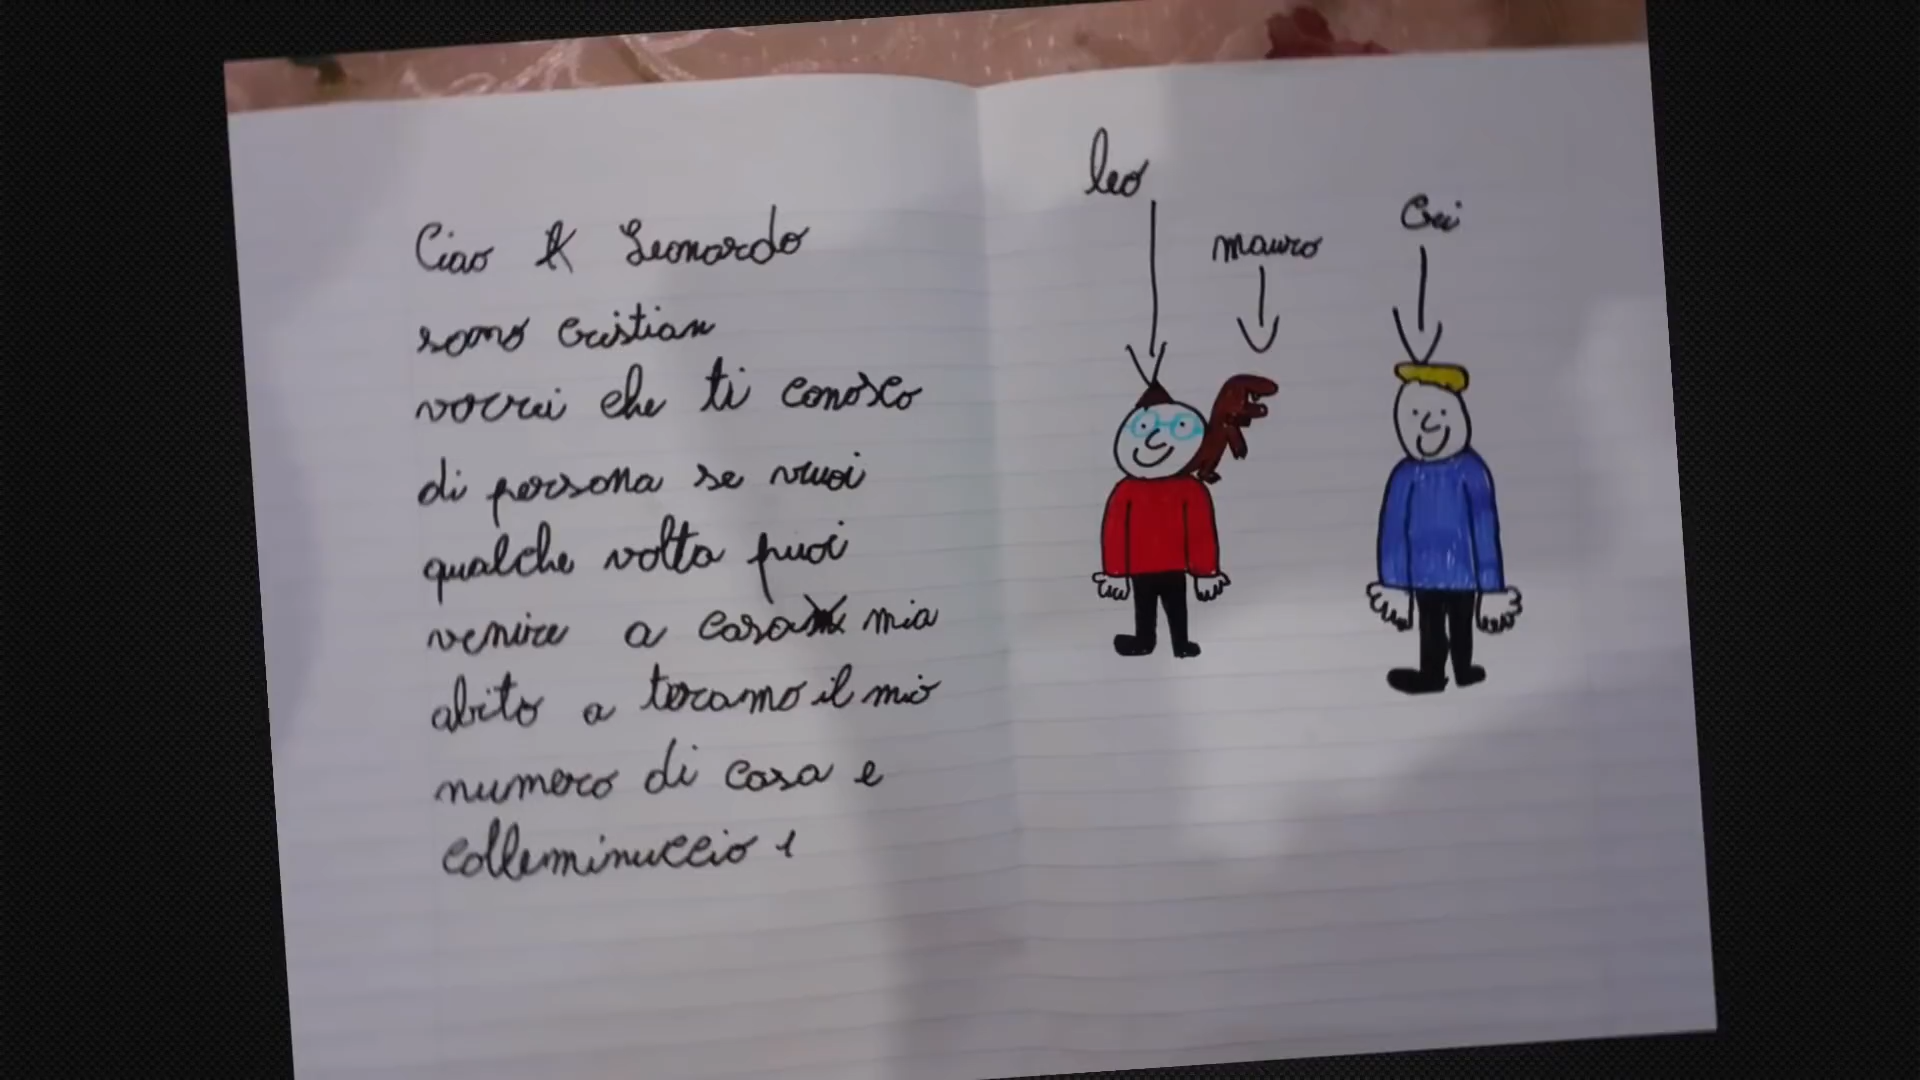 Ciao Leonardo
sono cristian
vorrei che ti conosco
di persona se vuoi
qualche volta puoi
venire a casa mia
abito a teramo il mio
numero di casa e
colleminuccio 1
leo
mauro
Cri